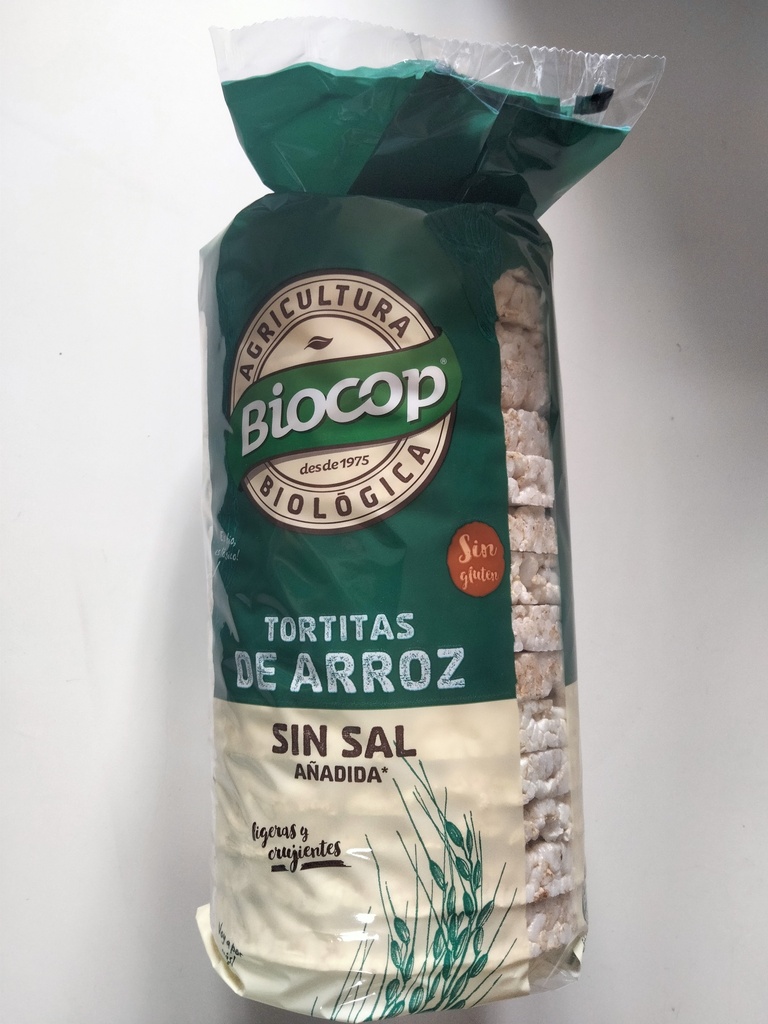 AGRICULTURA
Biocop®
desde 1975
BIOLÓGICA
Sin
gluten
TORTITAS
DE ARROZ
SIN SAL
AÑADIDA*
ligeras y
crujientes